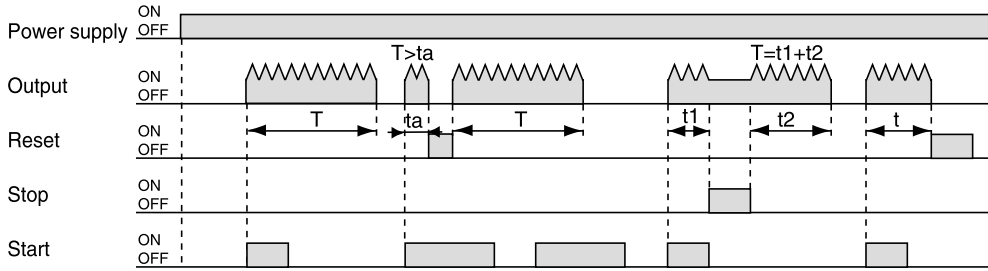 Power supply ON
OFF
T>ta T=t1+t2
Output ON
OFF
T ta T t1 t2 t
Reset ON
OFF
Stop ON
OFF
Start ON
OFF